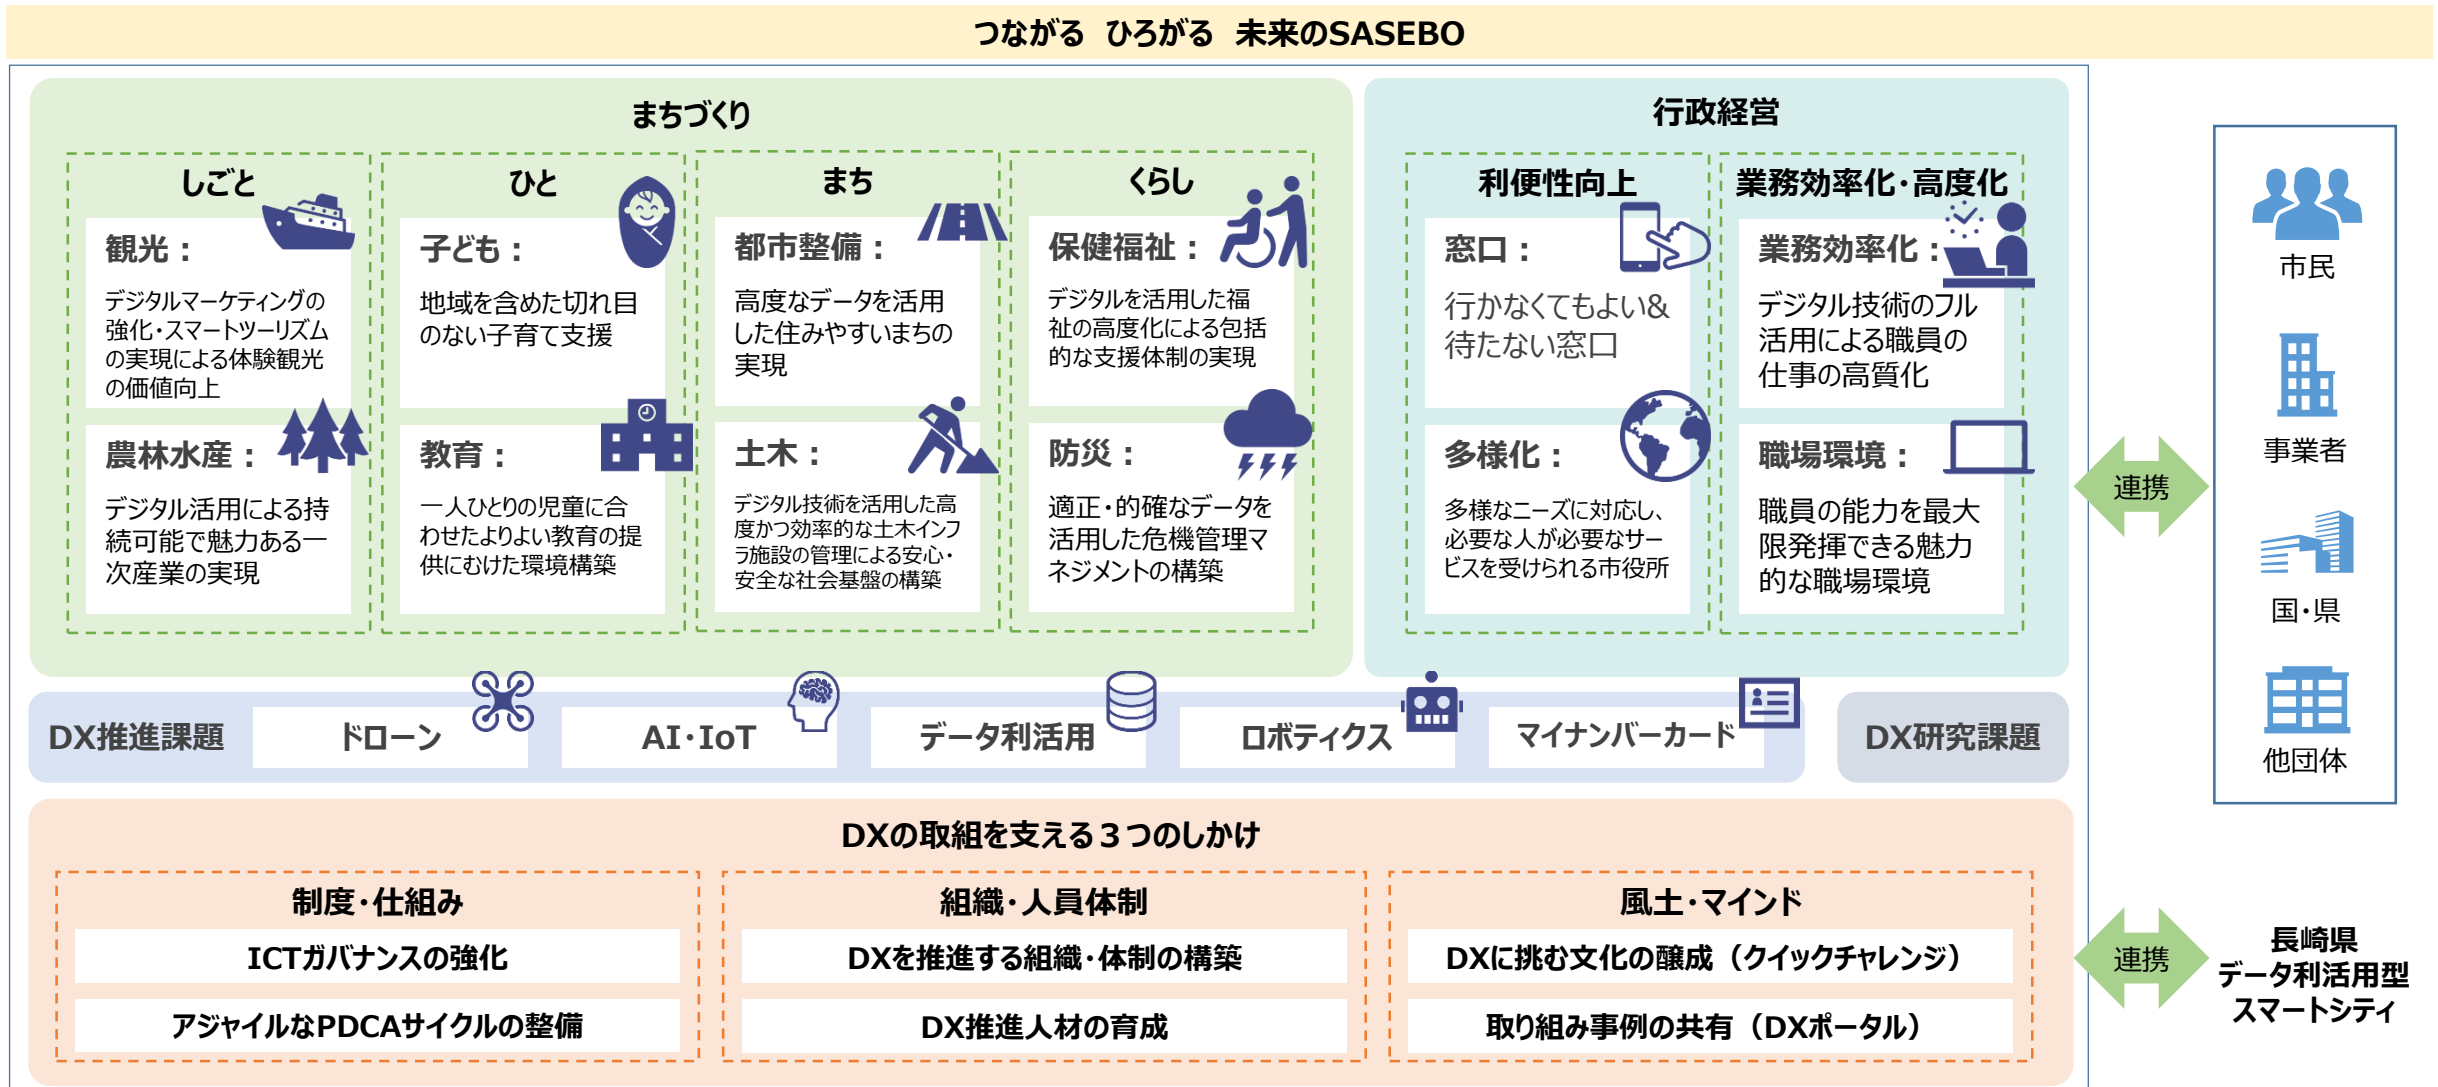 つながる ひろがる 未来のSASEBO
まちづくり
しごと
観光：
デジタルマーケティングの
強化・スマートツーリズム
の実現による体験観光
の価値向上
農林水産：
デジタル活用による持
続可能で魅力ある一
次産業の実現
ひと
子ども：
地域を含めた切れ目
のない子育て支援
教育：
一人ひとりの児童に合
わせたよりよい教育の提
供にむけた環境構築
まち
都市整備：
高度なデータを活用
した住みやすいまちの
実現
土木：
デジタル技術を活用した高
度かつ効率的な土木インフ
ラ施設の管理による安心・
安全な社会基盤の構築
くらし
保健福祉：
デジタルを活用した福
祉の高度化による包括
的な支援体制の実現
防災：
適正・的確なデータを
活用した危機管理マ
ネジメントの構築
行政経営
利便性向上
窓口：
行かなくてもよい&
待たない窓口
多様化：
多様なニーズに対応し、
必要な人が必要なサー
ビスを受けられる市役所
業務効率化・高度化
業務効率化：
デジタル技術のフル
活用による職員の
仕事の高質化
職場環境：
職員の能力を最大
限発揮できる魅力
的な職場環境
DX推進課題
ドローン
AI・IoT
データ利活用
ロボティクス
マイナンバーカード
DX研究課題
DXの取組を支える３つのしかけ
制度・仕組み
ICTガバナンスの強化
アジャイルなPDCAサイクルの整備
組織・人員体制
DXを推進する組織・体制の構築
DX推進人材の育成
風土・マインド
DXに挑む文化の醸成（クイックチャレンジ）
取り組み事例の共有（DXポータル）
連携
市民
事業者
国・県
他団体
連携
長崎県
データ利活用型
スマートシティ